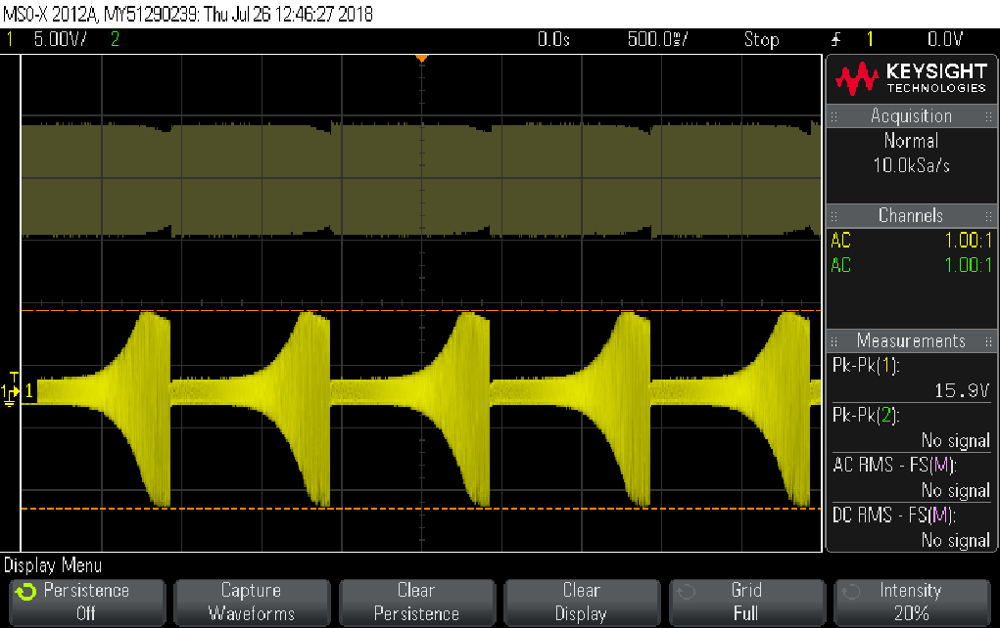 MSO-X 2012A, MY51290239: Thu Jul 26 12:46:27 2018
1 5.00V/ 2 0.0s 500.0ms/ Stop 1 0.0V
KEYSIGHT
TECHNOLOGIES
Acquisition
Normal
10.0kSa/s
Channels
AC 1.00:1
AC 1.00:1
Measurements
Pk-Pk(1):
15.9V
Pk-Pk(2):
No signal
AC RMS - FS(M):
No signal
DC RMS - FS(M):
No signal
T
1 1
Display Menu
Persistence
Off
Capture
Waveforms
Clear
Persistence
Clear
Display
Grid
Full
Intensity
20%